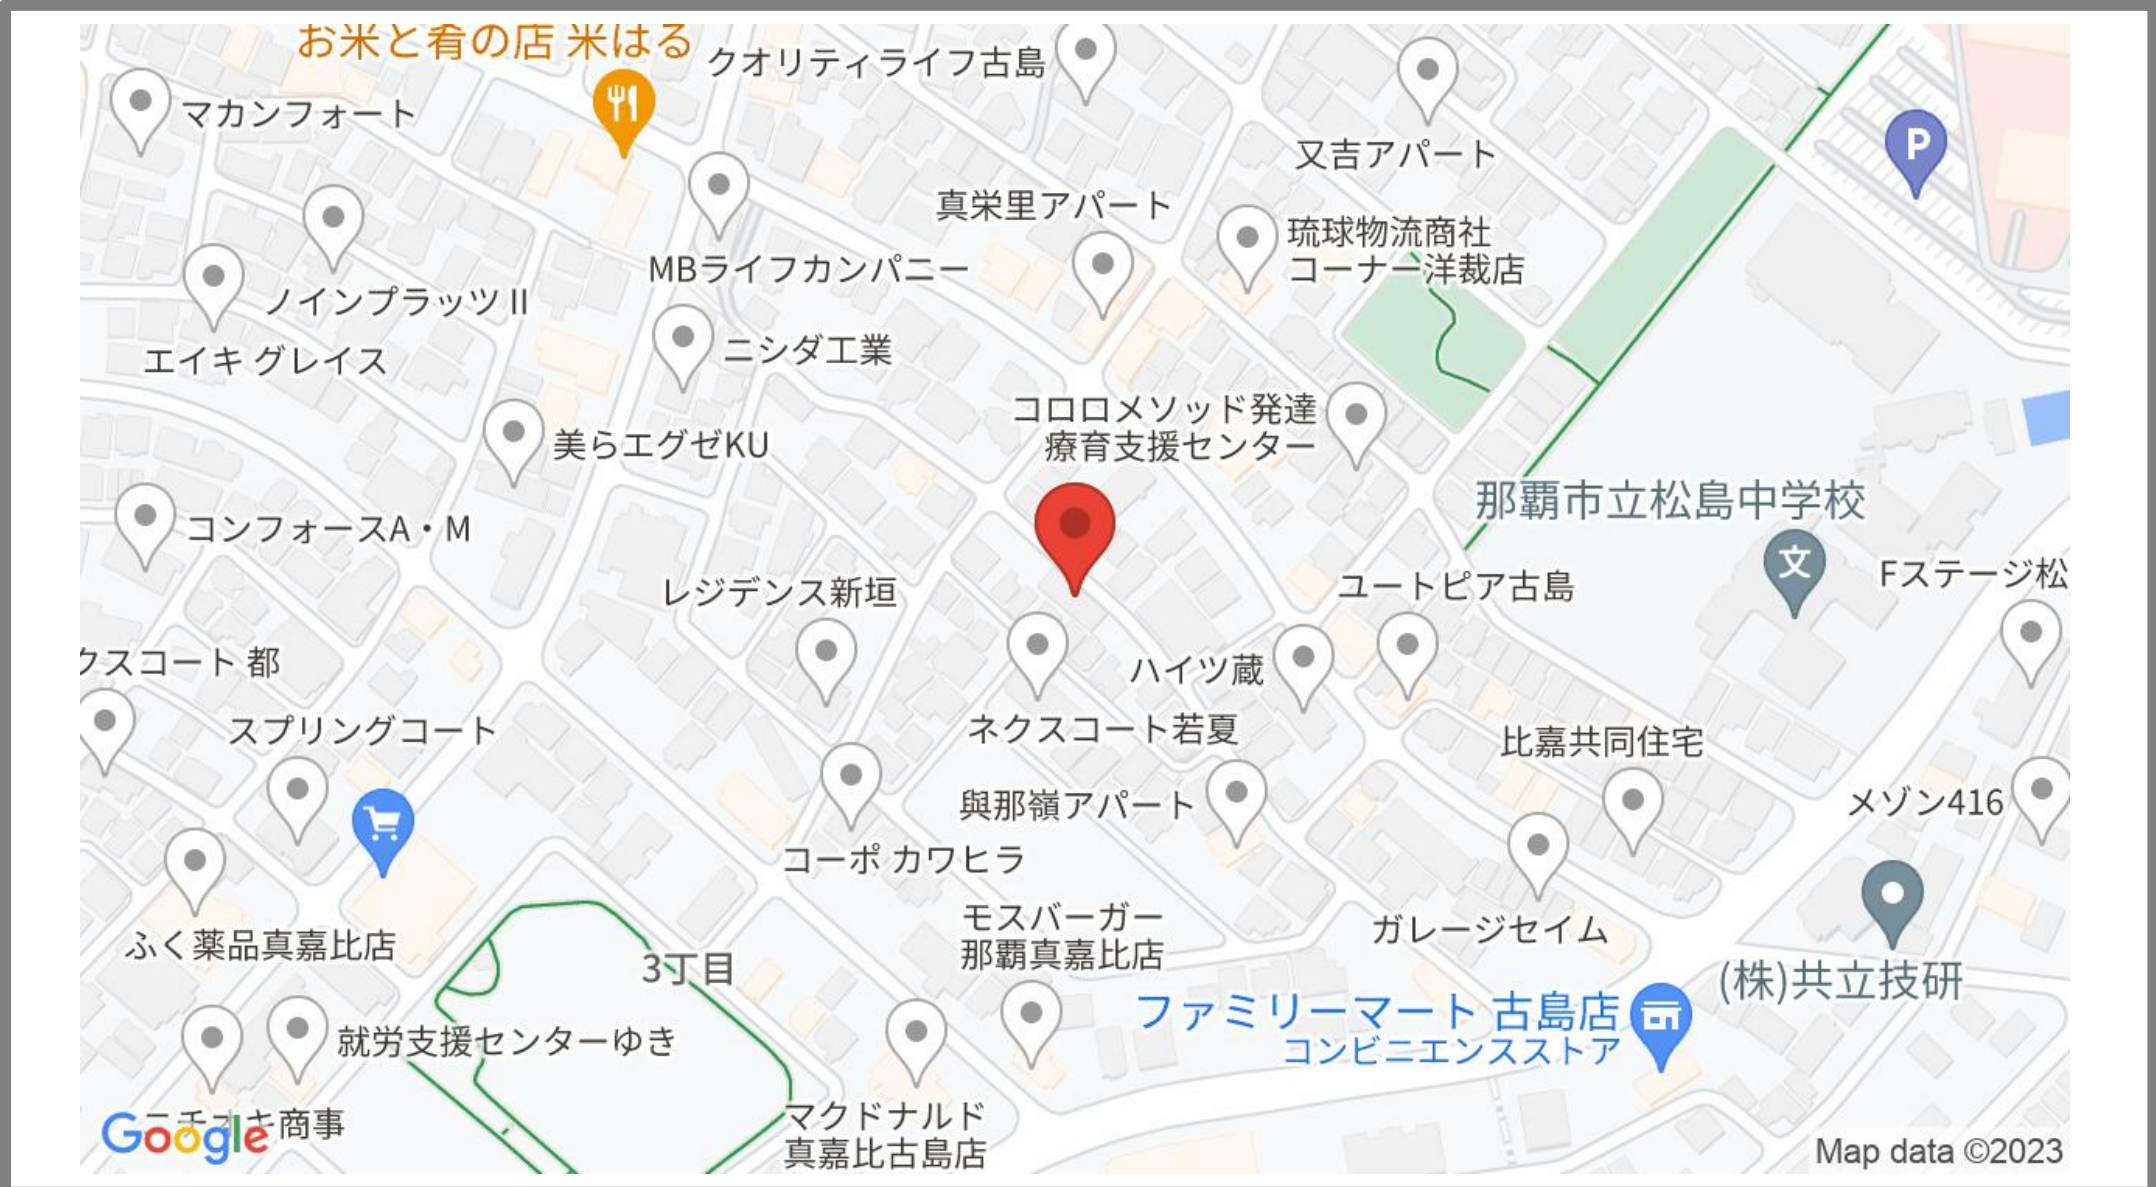 お米と肴の店 米はる
クオリティライフ古島
マカンフォート
又吉アパート
P
真栄里アパート
琉球物流商社
コーナー洋裁店
MBライフカンパニー
ノインプラッツⅡ
ニシダ工業
エイキ グレイス
コロロメソッド発達
療育支援センター
美らエグゼKU
那覇市立松島中学校
文
コンフォースA・M
Fステージ松
レジデンス新垣
ユートピア古島
クスコート 都
ハイツ蔵
スプリングコート
ネクスコート若夏
比嘉共同住宅
與那嶺アパート
メゾン416
コーポ カワヒラ
モスバーガー
那覇真嘉比店
ガレージセイム
ふく薬品真嘉比店
3丁目
(株)共立技研
ファミリーマート 古島店
コンビニエンスストア
就労支援センターゆき
キ商事
Google
マクドナルド
真嘉比古島店
Map data ©2023